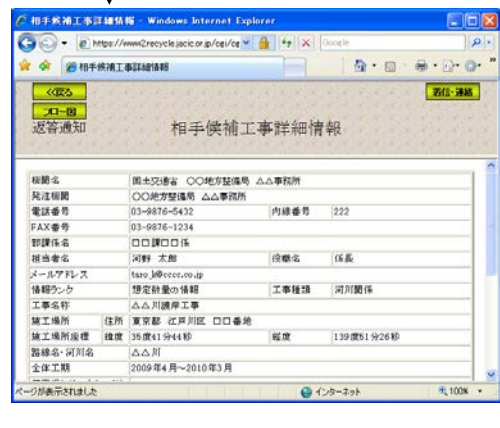 相手候補工事詳細情報 - Windows Internet Explorer
https://www2.recycle.jacic.or.jp/cei/ce
Google
相手候補工事詳細情報
<<戻る
着信・連絡
フロー図
返答通知
相手候補工事詳細情報
機関名 国土交通省 〇〇地方整備局 △△事務所
発注機関 〇〇地方整備局 △△事務所
電話番号 03-9876-5432 内線番号 222
FAX番号 03-9876-1234
部課係名 □□課□□係
担当者名 河野 太郎 役職名 係長
メールアドレス taro_k@cccc.co.jp
情報ランク 想定数量の情報 工事種類 河川関係
工事名称 △△川護岸工事
施工場所 住所 東京都 江戸川区 □□番地
施工場所座標 緯度 35度41分44秒 経度 139度51分26秒
路線名・河川名 △△川
全体工期 2009年4月～2010年3月
ページが表示されました インターネット 100%